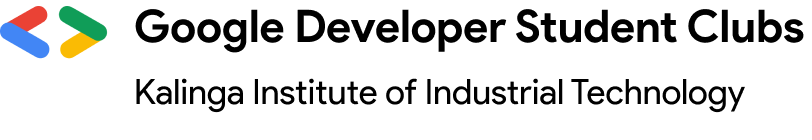 Google Developer Student Clubs
Kalinga Institute of Industrial Technology